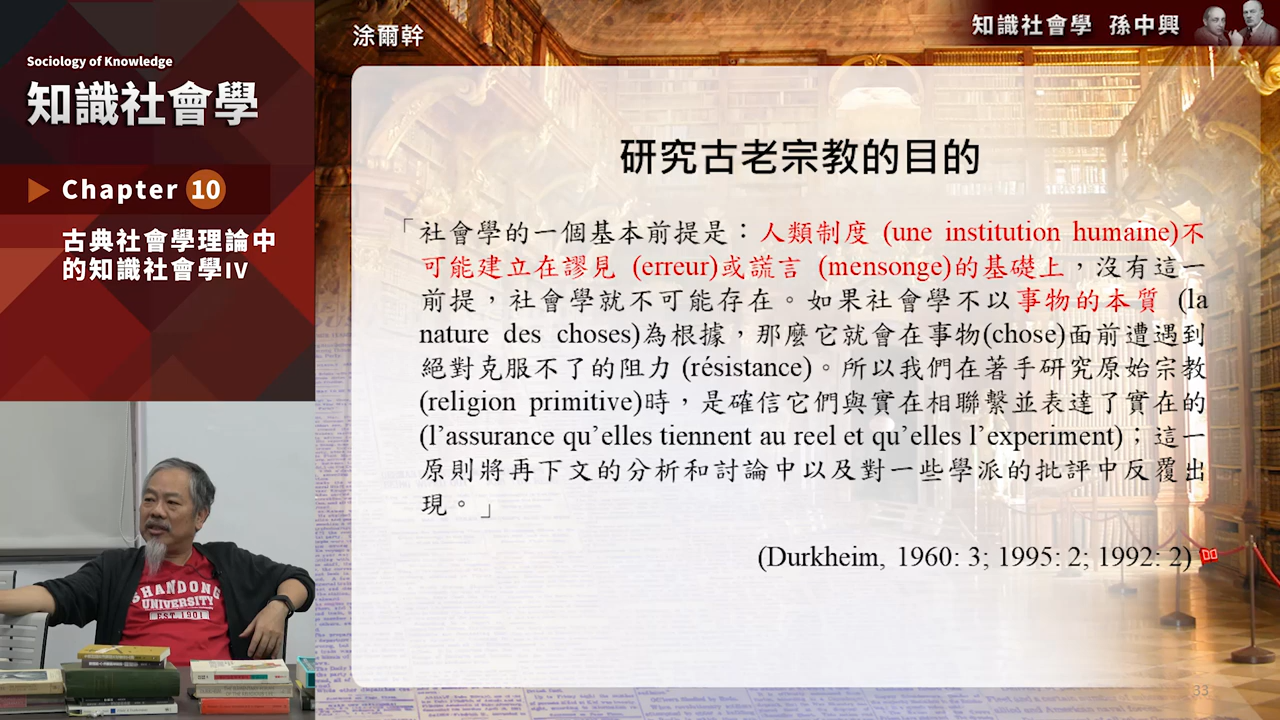 Sociology of Knowledge
知識社會學
Chapter 10
古典社會學理論中
的知識社會學IV
涂爾幹
知識社會學 孫中興
研究古老宗教的目的
「社會學的一個基本前提是：人類制度 (une institution humaine)不
可能建立在謬見 (erreur)或謊言 (mensonge)的基礎上，沒有這一
前提，社會學就不可能存在。如果社會學不以事物的本質 (la
nature des choses)為根據，那麼它就會在事物(chose)面前遭遇到
絕對克服不了的阻力 (résistance)。所以我們在著手研究原始宗教
(religion primitive)時，是確信它們與實在相聯繫並表達了實在的
(l’assurance qu’elles tiennent au reel et qu’elles l’experiment)；這一
原則將再下文的分析和討論中以及對一些學派的批評中反覆出
現。」
(Durkheim, 1960: 3; 1995: 2; 1992: 2)
33
SHANDONG
UNIVERSITY
EST. 1901